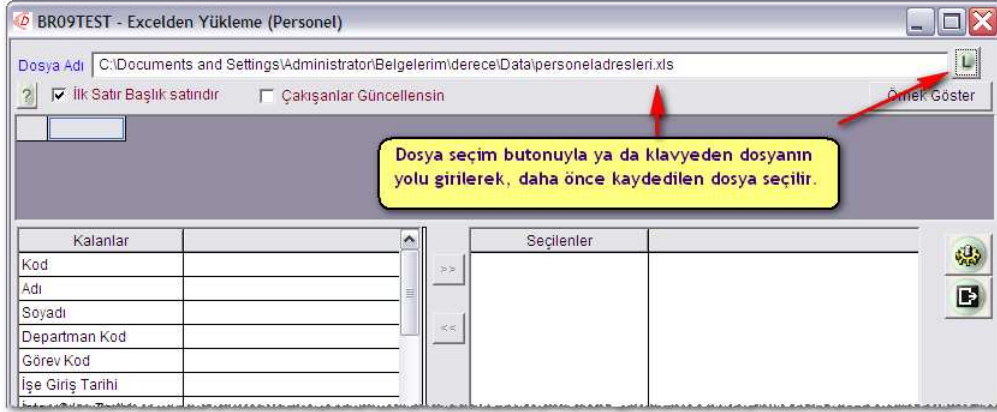 BR09TEST - Excelden Yükleme (Personel)
Dosya Adı C:\Documents and Settings\Administrator\Belgelerim\derece\Data\personeladresleri.xls L
? İlk Satır Başlık satırıdır Çakışanlar Güncellensin Örnek Göster
Dosya seçim butonuyla ya da klavyeden dosyanın
yolu girilerek, daha önce kaydedilen dosya seçilir.
Kalanlar Seçilenler
Kod
>>
Adı
Soyadı
<<
Departman Kod
Görev Kod
İşe Giriş Tarihi